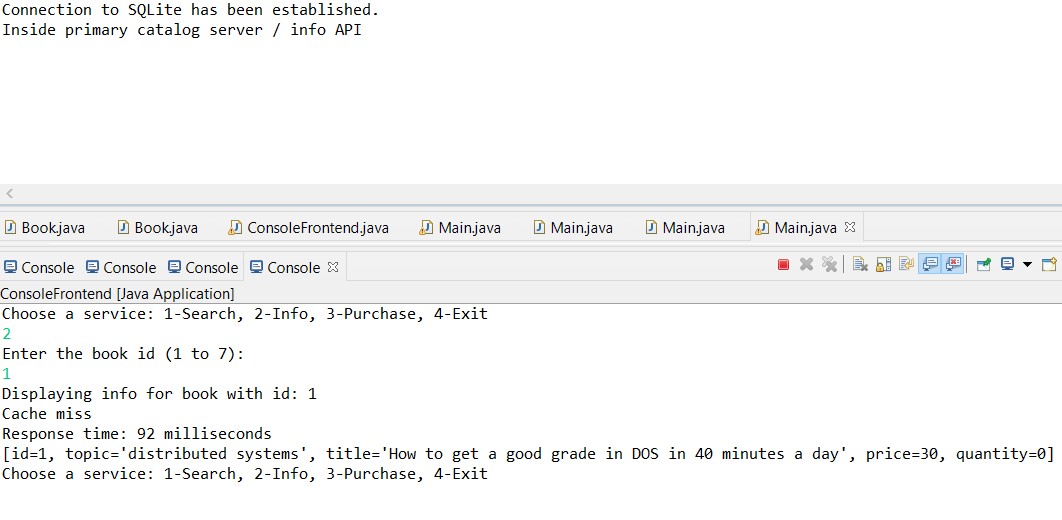 Connection to SQLite has been established.
Inside primary catalog server / info API
Book.java Book.java ConsoleFrontend.java Main.java Main.java Main.java Main.java
Console Console Console Console
ConsoleFrontend [Java Application]
Choose a service: 1-Search, 2-Info, 3-Purchase, 4-Exit
2
Enter the book id (1 to 7):
1
Displaying info for book with id: 1
Cache miss
Response time: 92 milliseconds
[id=1, topic='distributed systems', title='How to get a good grade in DOS in 40 minutes a day', price=30, quantity=0]
Choose a service: 1-Search, 2-Info, 3-Purchase, 4-Exit